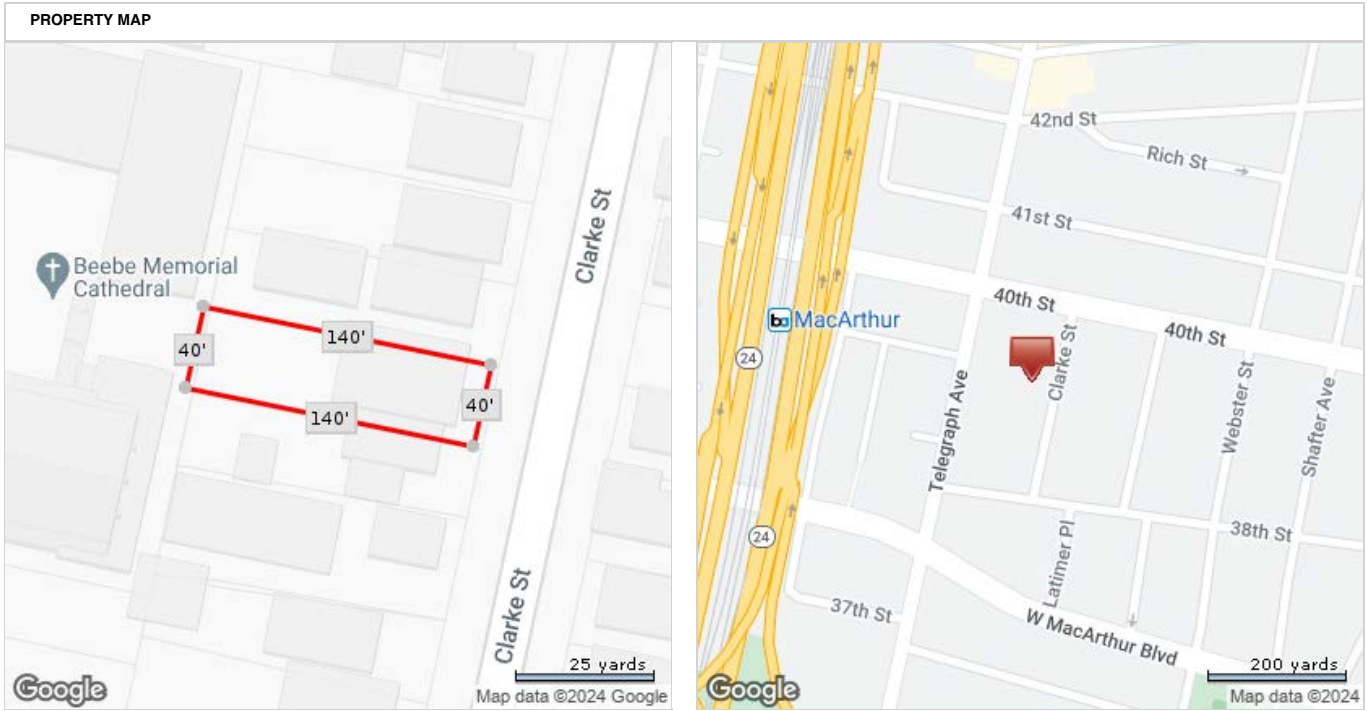 PROPERTY MAP
Clarke St
Beebe Memorial
Cathedral
140'
40'
40'
140'
Clarke St
25 yards
Google
Map data ©2024 Google
42nd St
Rich St
41st St
40th St
40th St
MacArthur
24
Clarke St
Telegraph Ave
Webster St
Shafter Ave
38th St
24
Latimer Pl
37th St
W MacArthur Blvd
200 yards
Google
Map data ©2024